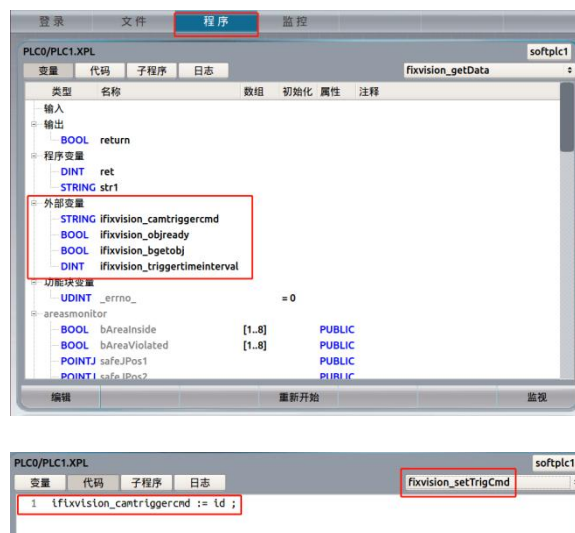 登录 文件 程序 监控
PLC0/PLC1.XPL softplc1
变量 代码 子程序 日志 fixvision_getData
类型 名称 数组 初始化 属性 注释
输入
输出
BOOL return
程序变量
DINT ret
STRING str1
外部变量
STRING ifixvision_camtriggercmd
BOOL ifixvision_objready
BOOL ifixvision_bgetobj
DINT ifixvision_triggertimeinterval
功能块变量
UDINT _errno_ = 0
areasmonitor
BOOL bAreaInside [1..8] PUBLIC
BOOL bAreaViolated [1..8] PUBLIC
POINTJ safeJPos1 PUBLIC
POINTJ safeJPos2 PUBLIC
编辑 重新开始 监视
PLC0/PLC1.XPL softplc1
变量 代码 子程序 日志 fixvision_setTrigCmd
1 ifixvision_camtriggercmd := id ;